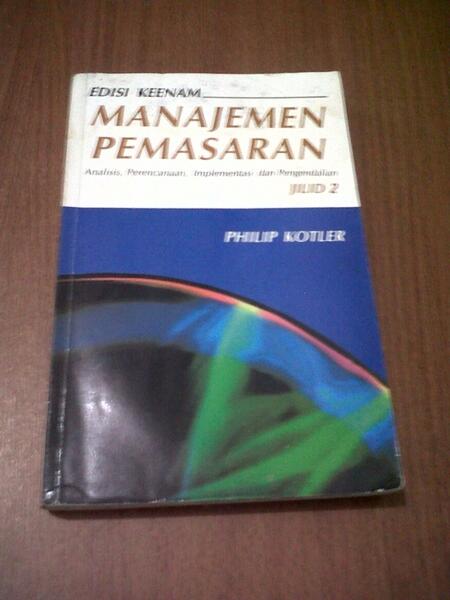 EDISI KEENAM
MANAJEMEN
PEMASARAN
Analisis, Perencanaan, Implementasi dan Pengendalian
JILID 2
PHILIP KOTLER